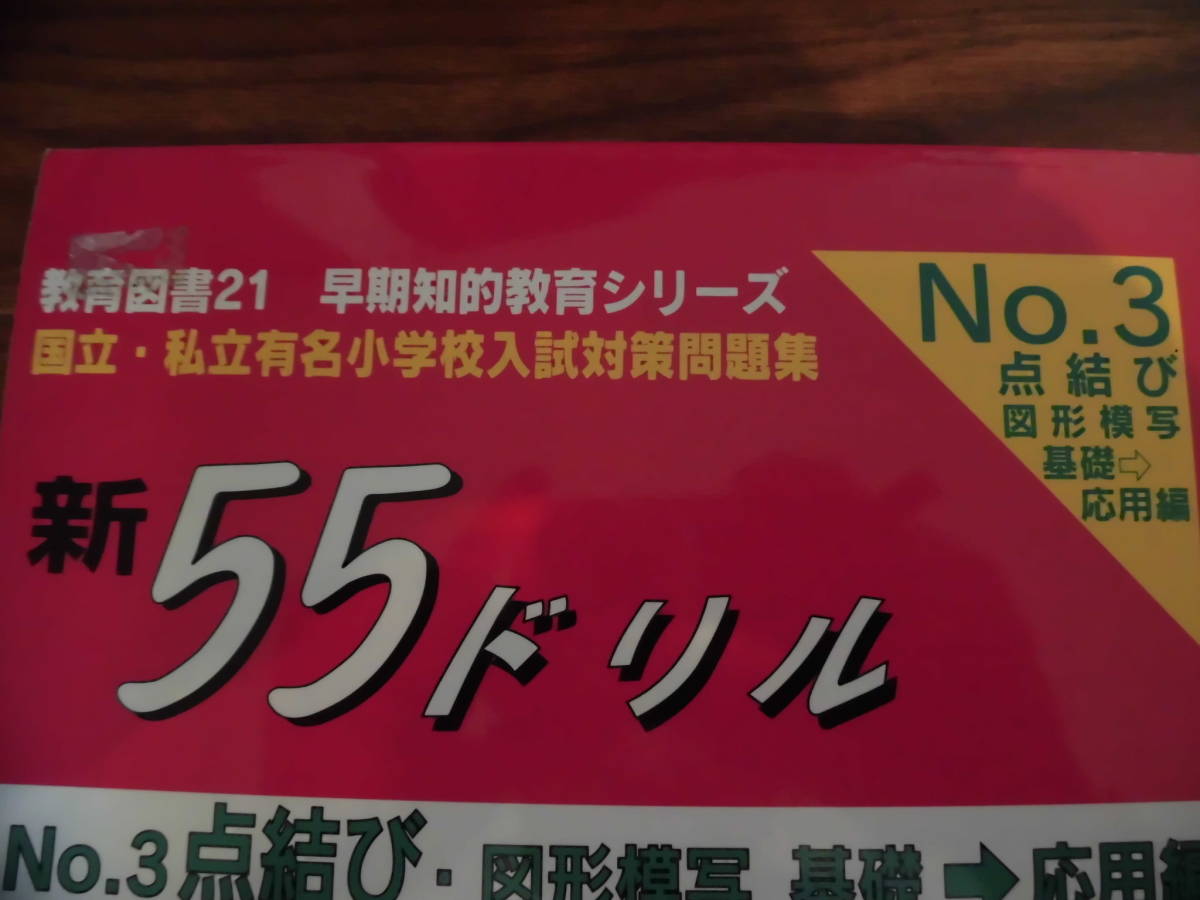 教育図書21 早期知的教育シリーズ
国立・私立有名小学校入試対策問題集
No.3
点結び
図形模写
基礎⇨
応用編
新55ドリル
No.3点結び・図形模写 基礎➡応用編